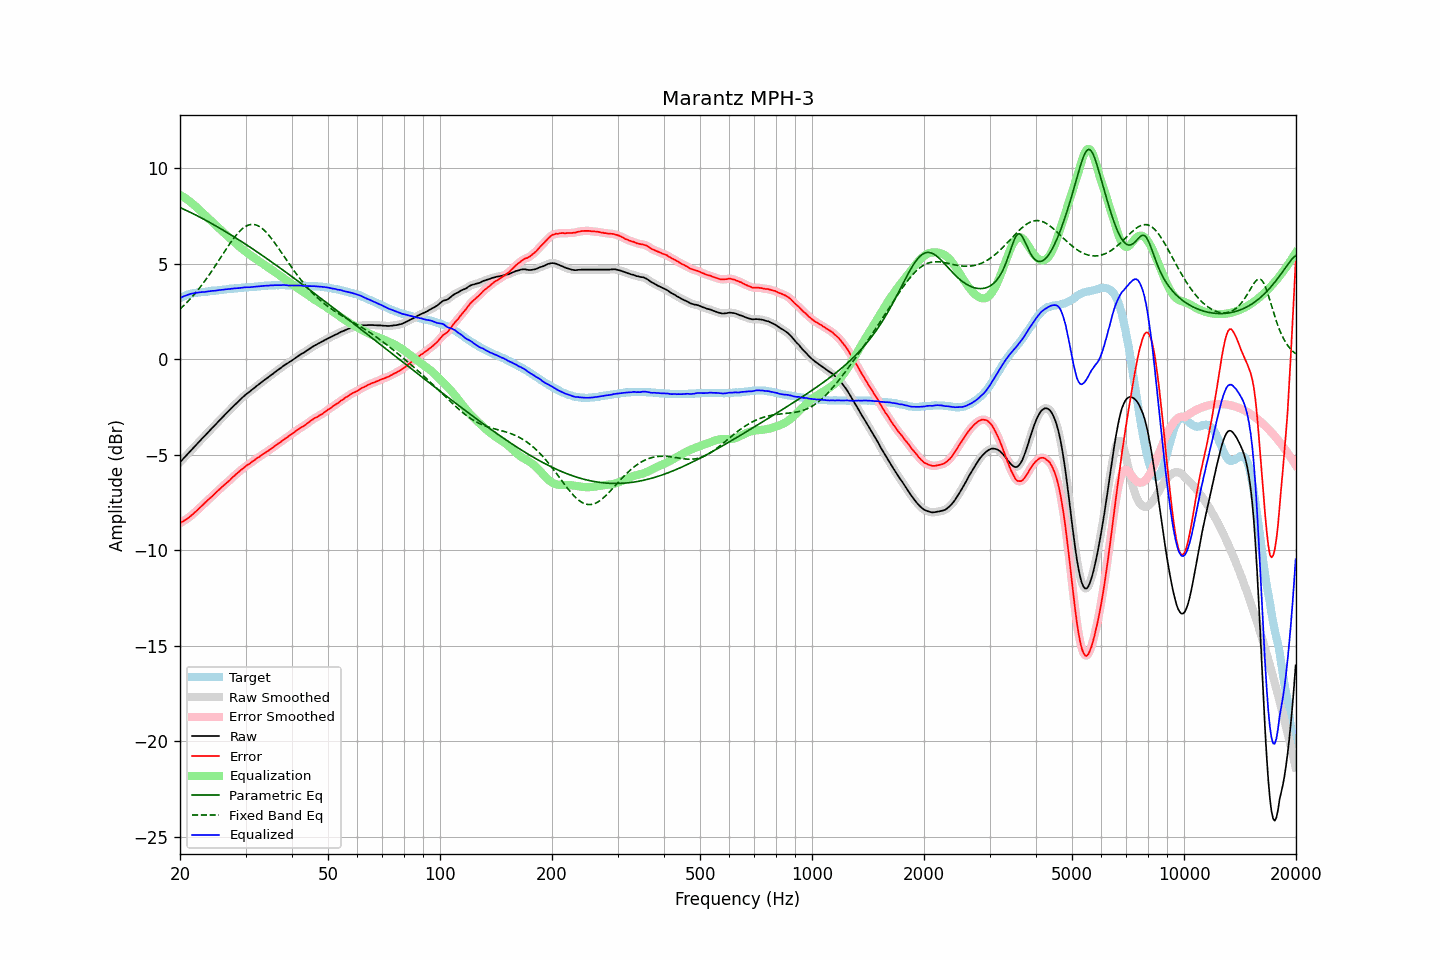 Marantz MPH-3
Amplitude (dBr)
10
5
0
−5
−10
−15
−20
−25
Target
Raw Smoothed
Error Smoothed
Raw
Error
Equalization
Parametric Eq
Fixed Band Eq
Equalized
20 50 100 200 500 1000 2000 5000 10000 20000
Frequency (Hz)